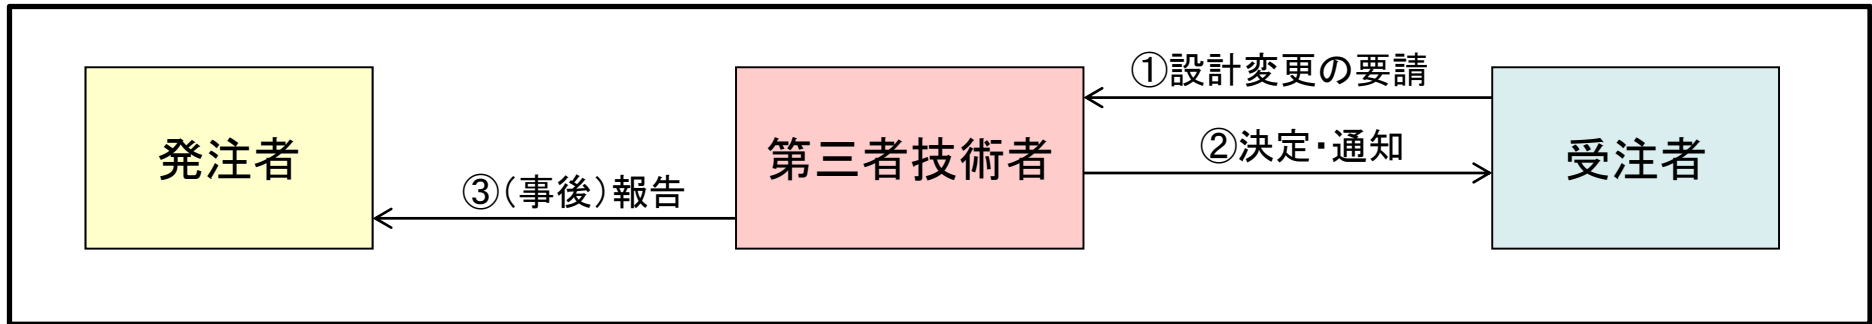 ①設計変更の要請
発注者
第三者技術者
②決定・通知
受注者
③(事後)報告